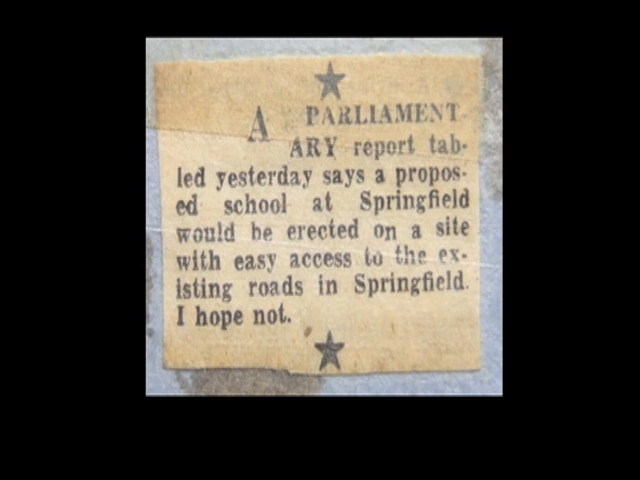 A PARLIAMENT-
ARY report tab-
led yesterday says a propos-
ed school at Springfield
would be erected on a site
with easy access to the ex-
isting roads in Springfield.
I hope not.